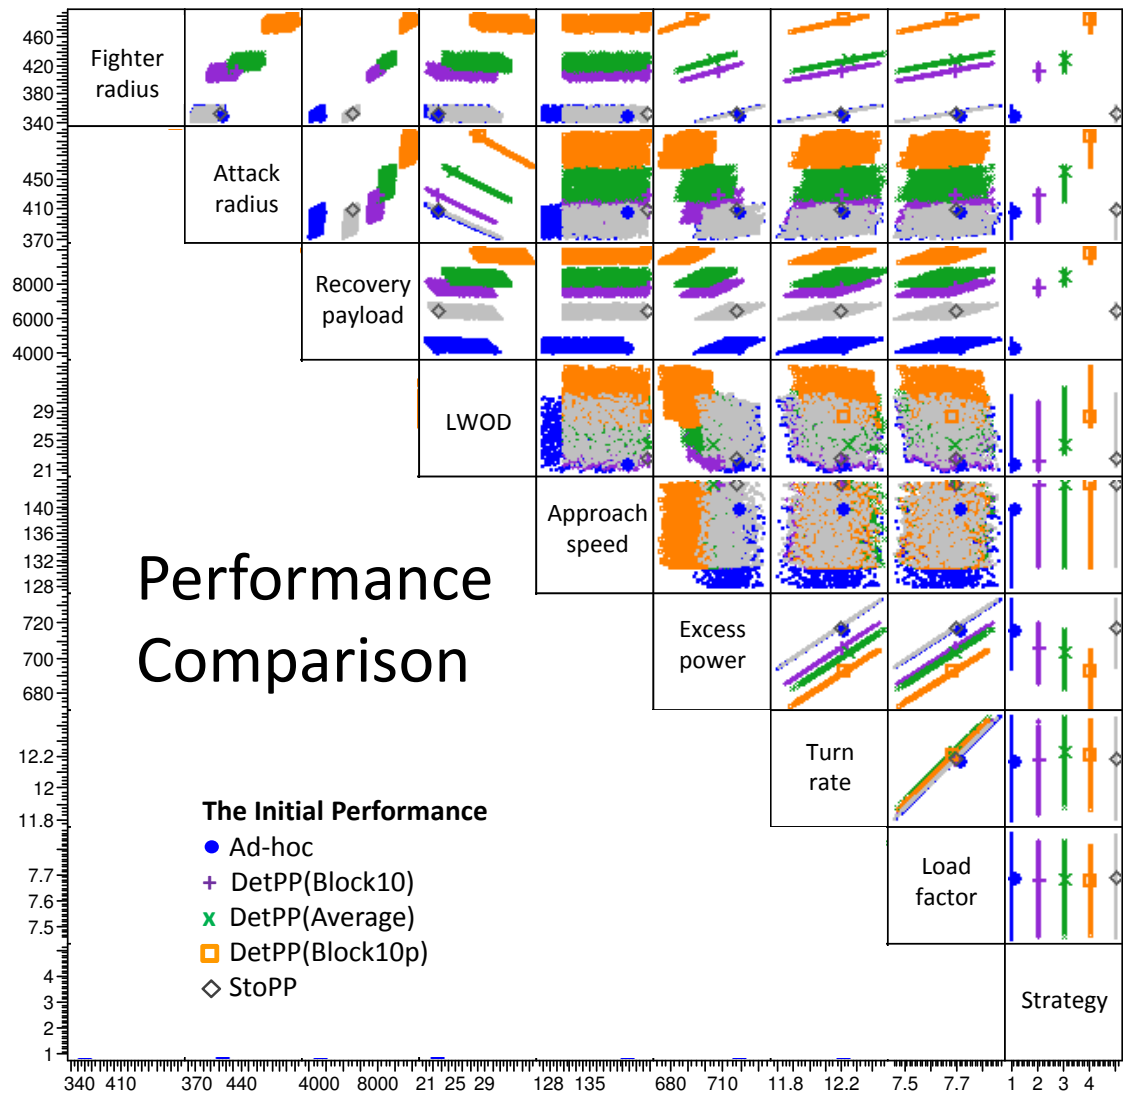 460
420
380
340
Fighter
radius
450
410
370
Attack
radius
8000
6000
4000
Recovery
payload
29
25
21
LWOD
140
136
132
128
Approach
speed
Performance
Comparison
720
700
680
Excess
power
12.2
12
11.8
Turn
rate
The Initial Performance
Ad-hoc
DetPP(Block10)
DetPP(Average)
DetPP(Block10p)
StoPP
7.7
7.6
7.5
Load
factor
4
3
2
1
Strategy
340 410 370 440 4000 8000 21 25 29 128 135 680 710 11.8 12.2 7.5 7.7 1 2 3 4